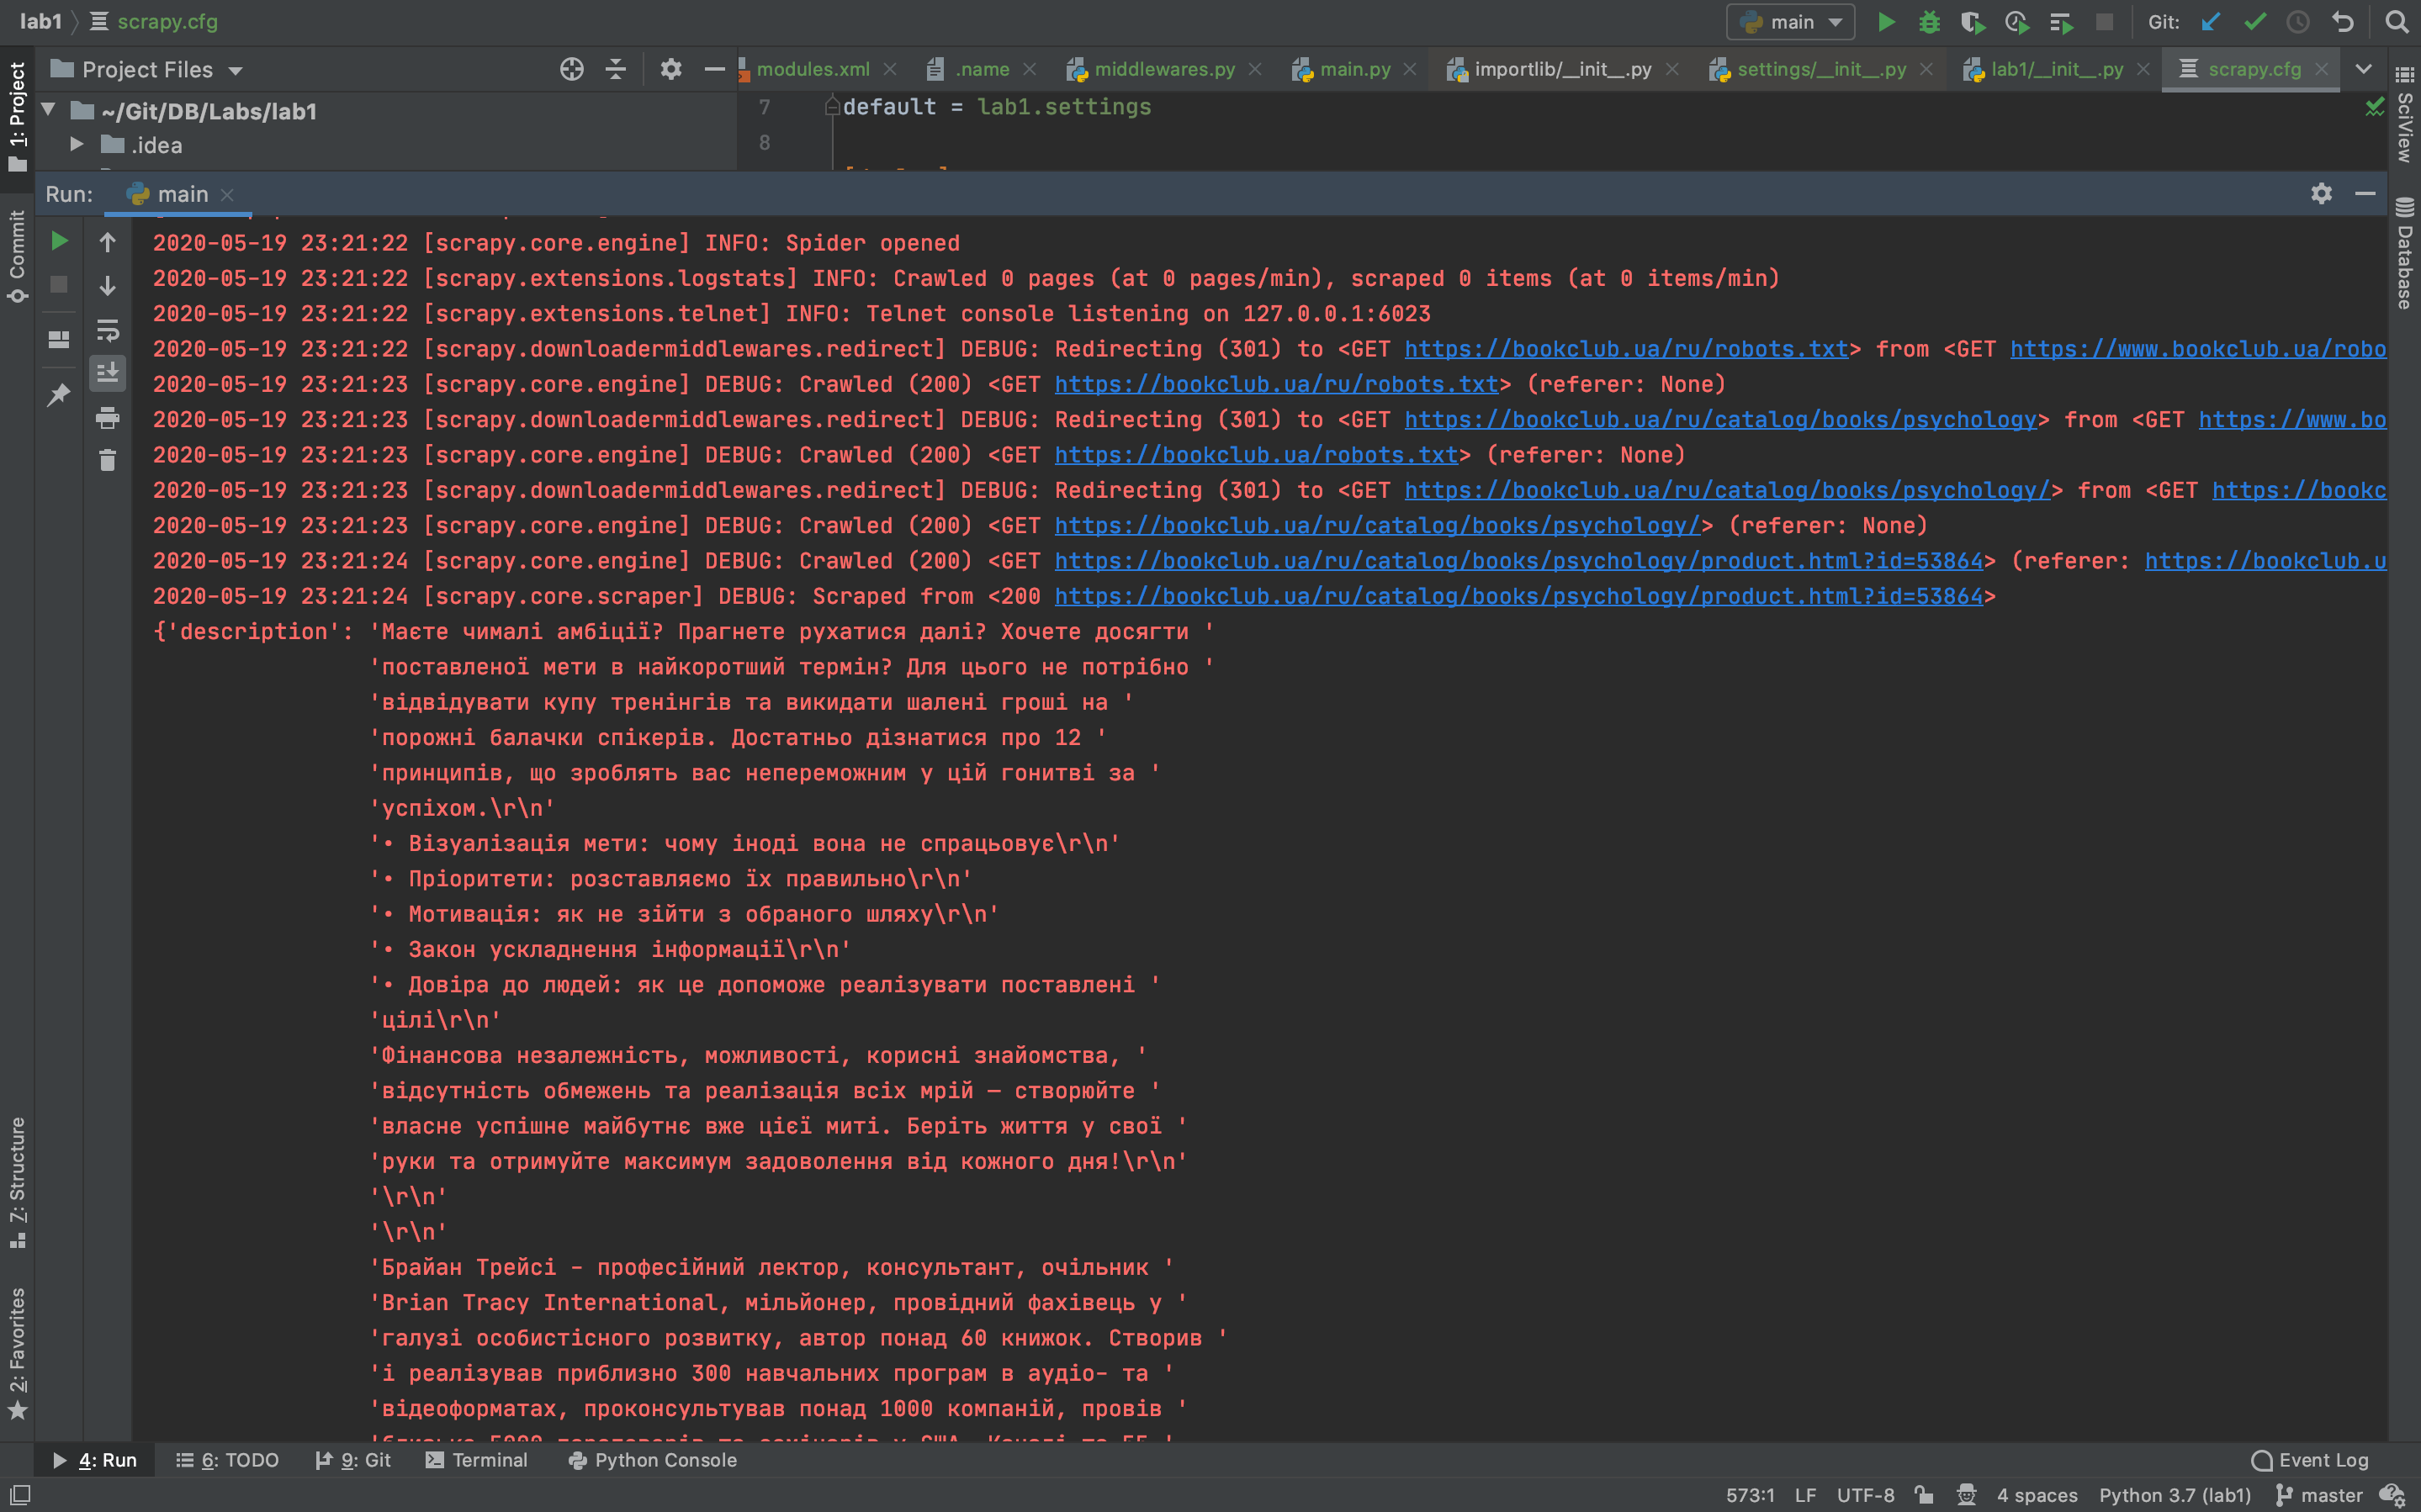 lab1 scrapy.cfg main Git:
Project Files modules.xml .name middlewares.py main.py importlib/__init__.py settings/__init__.py lab1/__init__.py scrapy.cfg
1: Project
Commit
7: Structure
2: Favorites
SciView
Database
~/Git/DB/Labs/lab1
.idea
7 default = lab1.settings
8
Run: main
2020-05-19 23:21:22 [scrapy.core.engine] INFO: Spider opened
2020-05-19 23:21:22 [scrapy.extensions.logstats] INFO: Crawled 0 pages (at 0 pages/min), scraped 0 items (at 0 items/min)
2020-05-19 23:21:22 [scrapy.extensions.telnet] INFO: Telnet console listening on 127.0.0.1:6023
2020-05-19 23:21:22 [scrapy.downloadermiddlewares.redirect] DEBUG: Redirecting (301) to <GET https://bookclub.ua/ru/robots.txt> from <GET https://www.bookclub.ua/robo
2020-05-19 23:21:23 [scrapy.core.engine] DEBUG: Crawled (200) <GET https://bookclub.ua/ru/robots.txt> (referer: None)
2020-05-19 23:21:23 [scrapy.downloadermiddlewares.redirect] DEBUG: Redirecting (301) to <GET https://bookclub.ua/ru/catalog/books/psychology> from <GET https://www.bo
2020-05-19 23:21:23 [scrapy.core.engine] DEBUG: Crawled (200) <GET https://bookclub.ua/robots.txt> (referer: None)
2020-05-19 23:21:23 [scrapy.downloadermiddlewares.redirect] DEBUG: Redirecting (301) to <GET https://bookclub.ua/ru/catalog/books/psychology/> from <GET https://bookc
2020-05-19 23:21:23 [scrapy.core.engine] DEBUG: Crawled (200) <GET https://bookclub.ua/ru/catalog/books/psychology/> (referer: None)
2020-05-19 23:21:24 [scrapy.core.engine] DEBUG: Crawled (200) <GET https://bookclub.ua/ru/catalog/books/psychology/product.html?id=53864> (referer: https://bookclub.u
2020-05-19 23:21:24 [scrapy.core.scraper] DEBUG: Scraped from <200 https://bookclub.ua/ru/catalog/books/psychology/product.html?id=53864>
{'description': 'Маєте чималі амбіції? Прагнете рухатися далі? Хочете досягти '
'поставленої мети в найкоротший термін? Для цього не потрібно '
'відвідувати купу тренінгів та викидати шалені гроші на '
'порожні балачки спікерів. Достатньо дізнатися про 12 '
'принципів, що зроблять вас непереможним у цій гонитві за '
'успіхом.\r\n'
'• Візуалізація мети: чому іноді вона не спрацьовує\r\n'
'• Пріоритети: розставляємо їх правильно\r\n'
'• Мотивація: як не зійти з обраного шляху\r\n'
'• Закон ускладнення інформації\r\n'
'• Довіра до людей: як це допоможе реалізувати поставлені '
'цілі\r\n'
'Фінансова незалежність, можливості, корисні знайомства, '
'відсутність обмежень та реалізація всіх мрій — створюйте '
'власне успішне майбутнє вже цієї миті. Беріть життя у свої '
'руки та отримуйте максимум задоволення від кожного дня!\r\n'
'\r\n'
'\r\n'
'Брайан Трейсі - професійний лектор, консультант, очільник '
'Brian Tracy International, мільйонер, провідний фахівець у '
'галузі особистісного розвитку, автор понад 60 книжок. Створив '
'і реалізував приблизно 300 навчальних програм в аудіо- та '
'відеоформатах, проконсультував понад 1000 компаній, провів '
4: Run 6: TODO 9: Git Terminal Python Console Event Log
573:1 LF UTF-8 4 spaces Python 3.7 (lab1) master